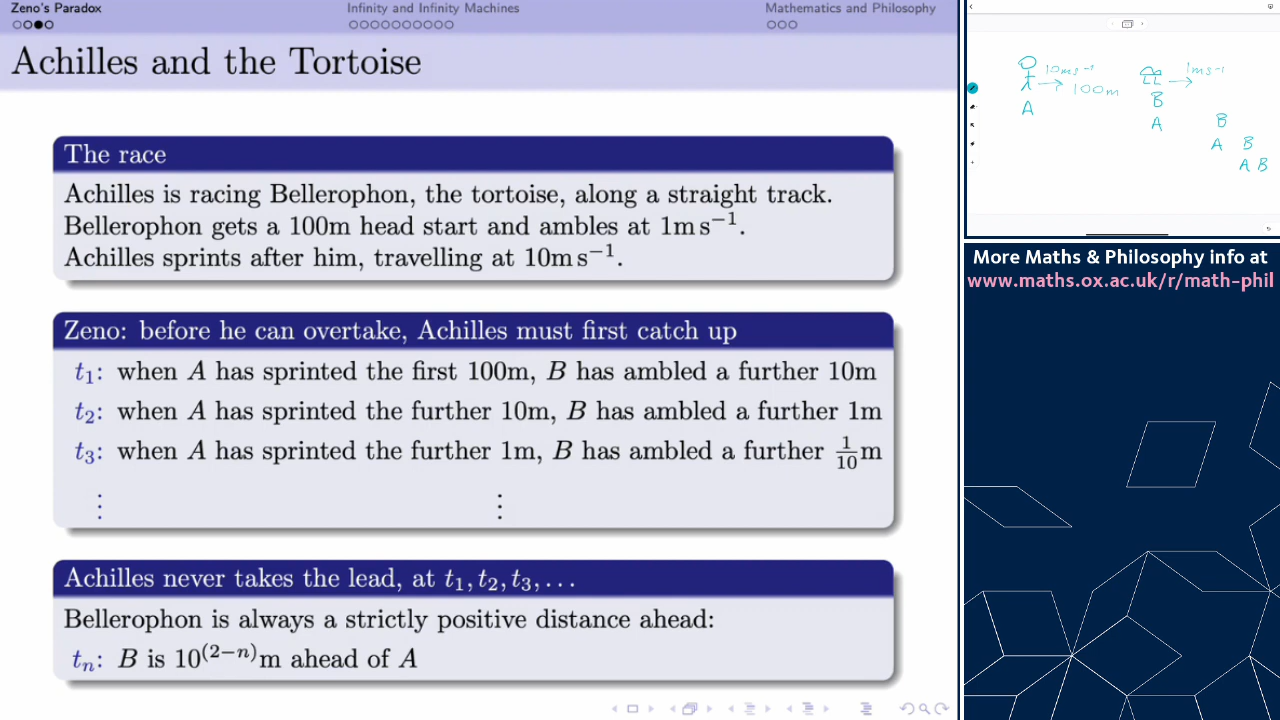 Zeno's Paradox
Infinity and Infinity Machines
Mathematics and Philosophy
Achilles and the Tortoise
The race
Achilles is racing Bellerophon, the tortoise, along a straight track.
Bellerophon gets a 100m head start and ambles at 1m s⁻¹.
Achilles sprints after him, travelling at 10m s⁻¹.
Zeno: before he can overtake, Achilles must first catch up
t₁: when A has sprinted the first 100m, B has ambled a further 10m
t₂: when A has sprinted the further 10m, B has ambled a further 1m
t₃: when A has sprinted the further 1m, B has ambled a further 1/10 m
⋮ ⋮
Achilles never takes the lead, at t₁, t₂, t₃, . . .
Bellerophon is always a strictly positive distance ahead:
tₙ: B is 10⁽²⁻ⁿ⁾m ahead of A
10ms⁻¹ 1ms⁻¹
100m
A B
A B
A B
A B
More Maths & Philosophy info at
www.maths.ox.ac.uk/r/math-phil